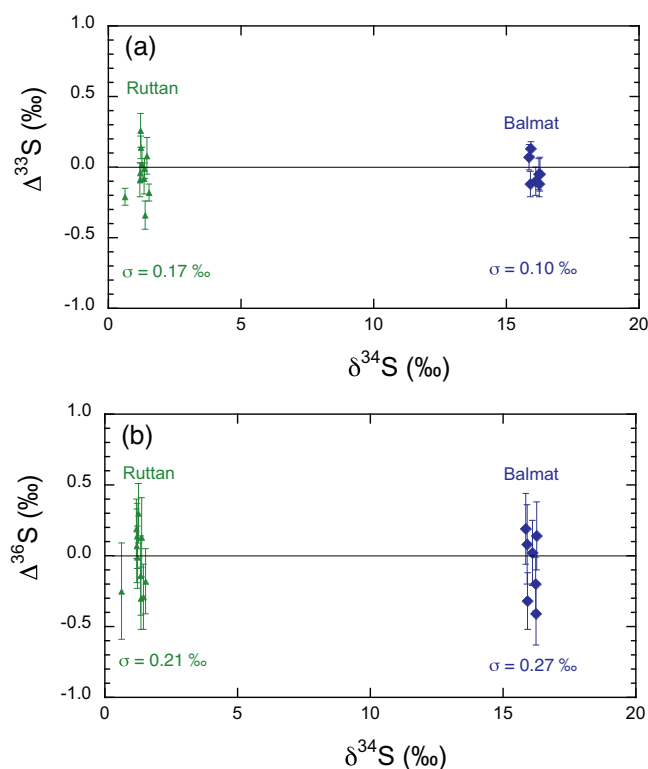 (a)
Ruttan
Balmat
σ = 0.17 ‰
0.10 ‰
Δ³³S (‰)
1.0
0.5
0.0
-0.5
-1.0
0
5
10
15
20
δ³⁴S (‰)
(b)
Ruttan
Balmat
σ = 0.21 ‰
σ = 0.27 ‰
Δ³⁶S (‰)
1.0
0.5
0.0
-0.5
-1.0
0
5
10
15
20
δ³⁴S (‰)